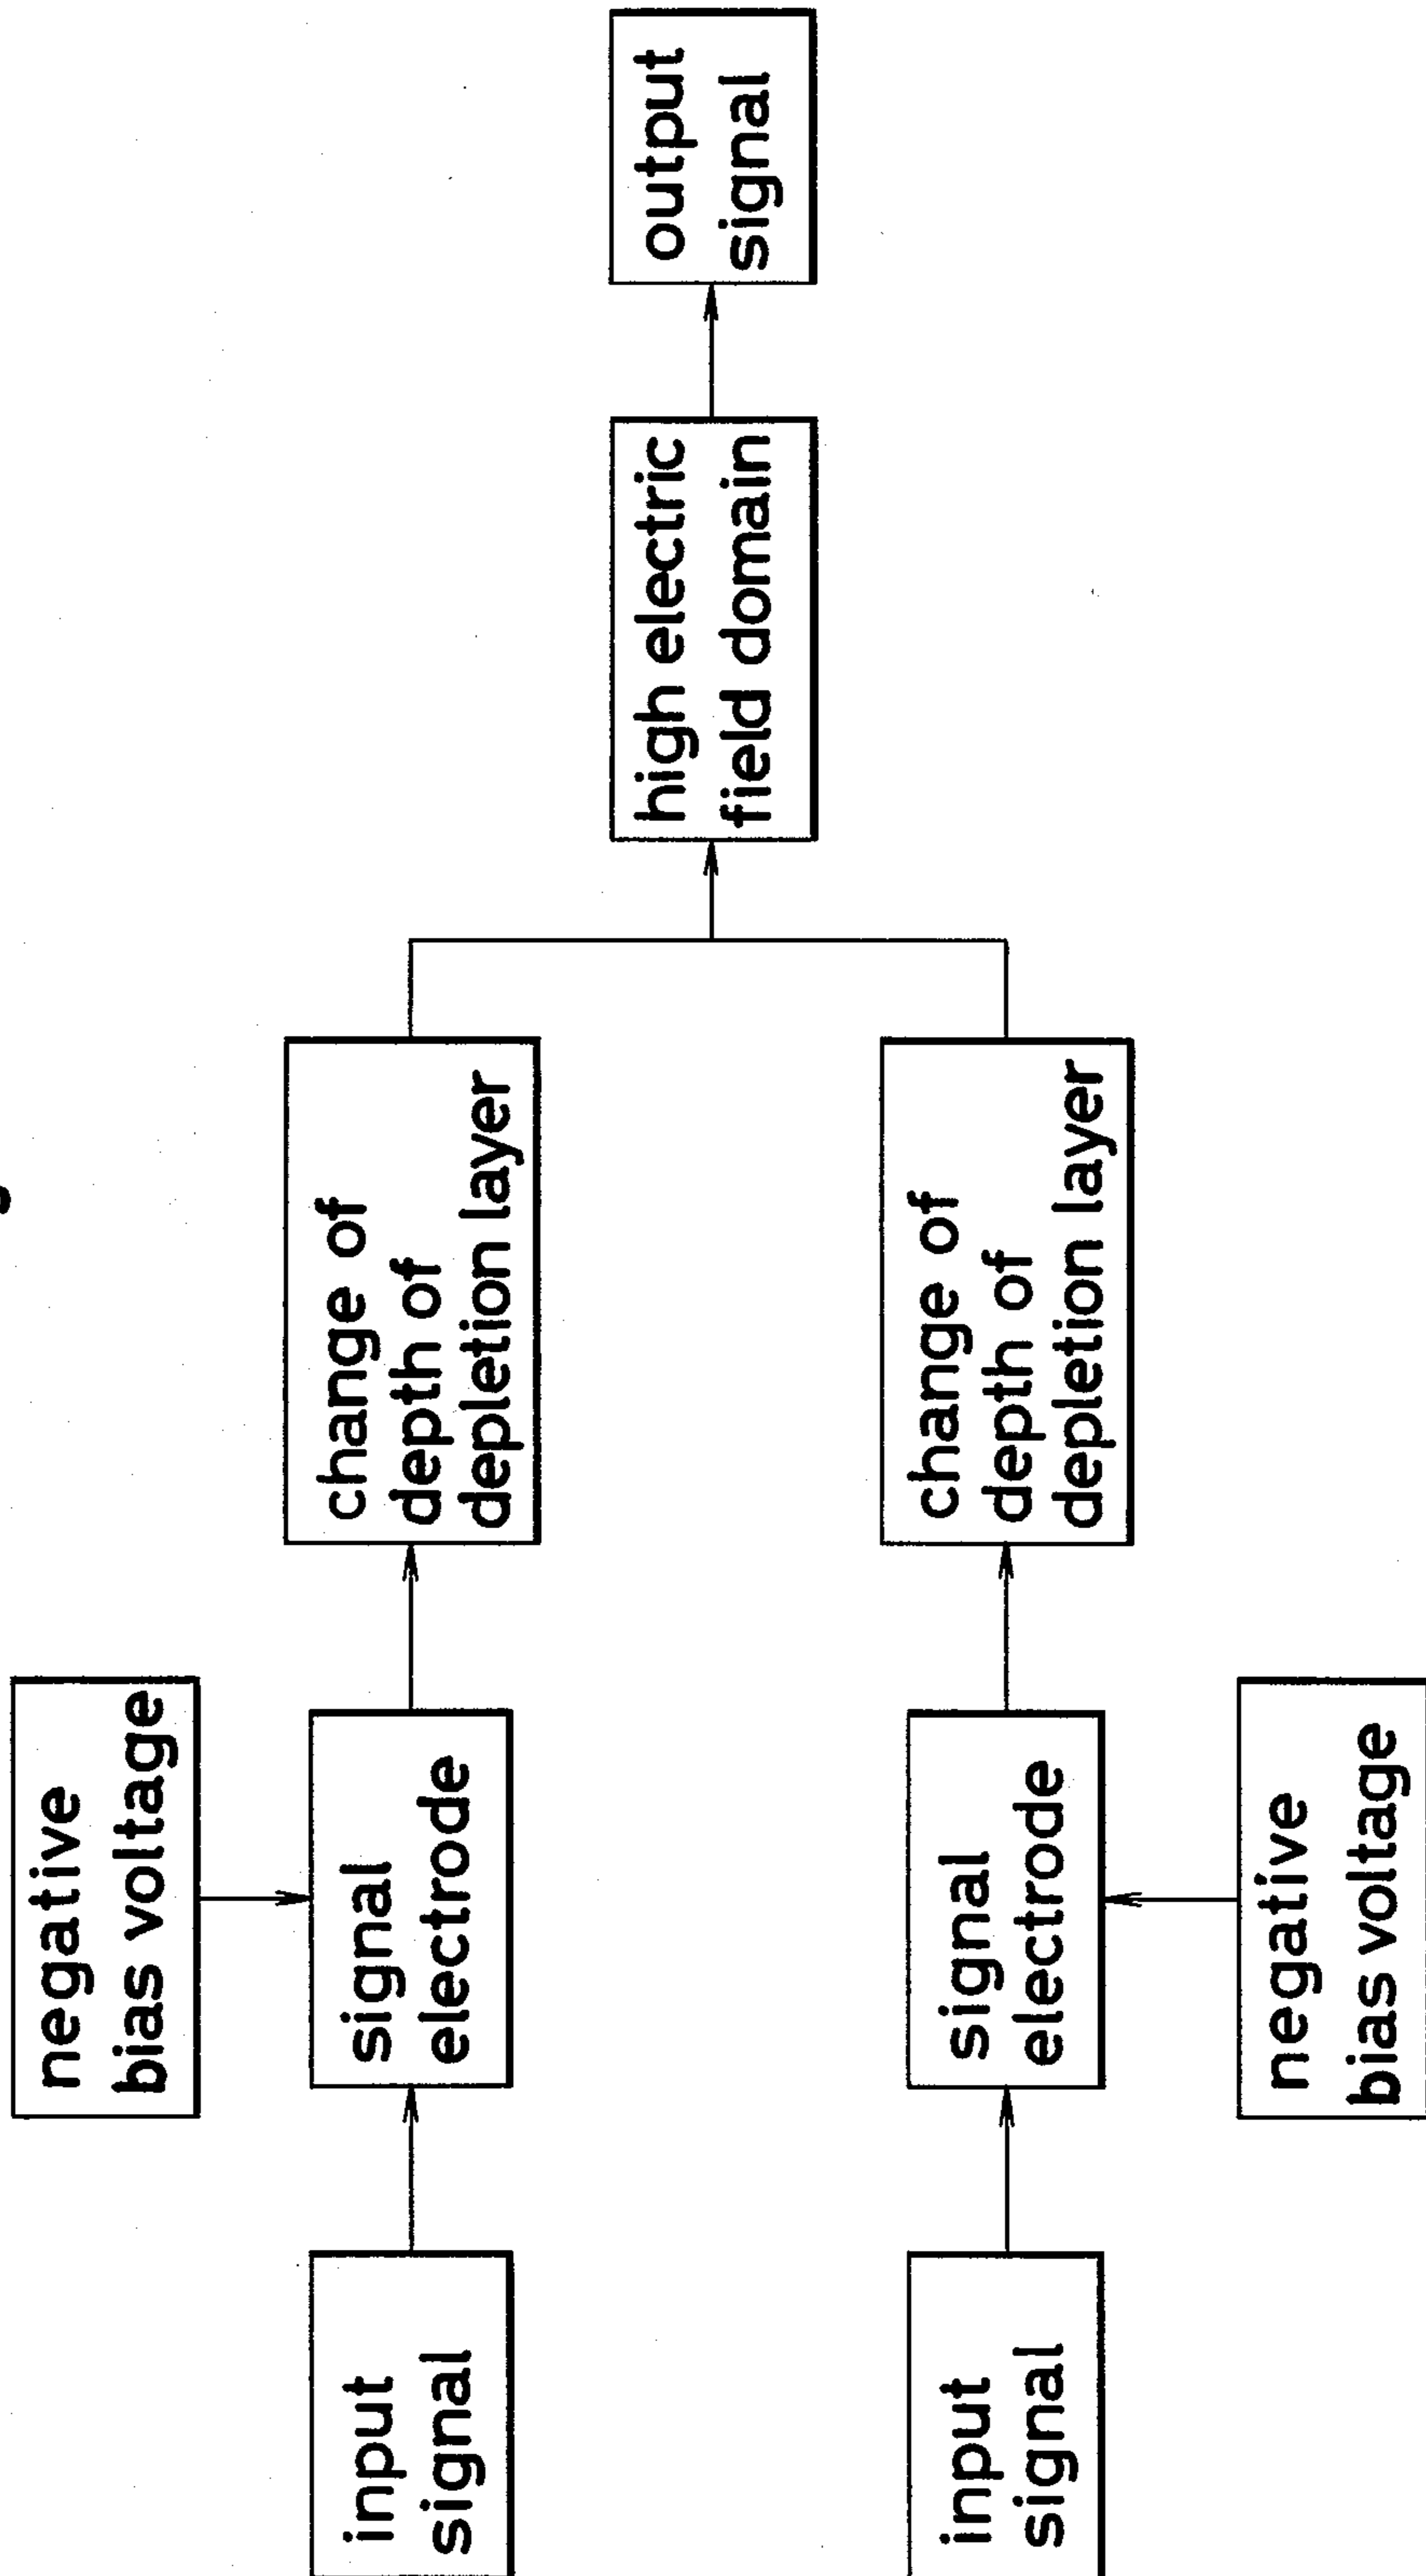 negative
bias voltage
input
signal
signal
electrode
change of
depth of
depletion layer
high electric
field domain
output
signal
input
signal
signal
electrode
change of
depth of
depletion layer
negative
bias voltage